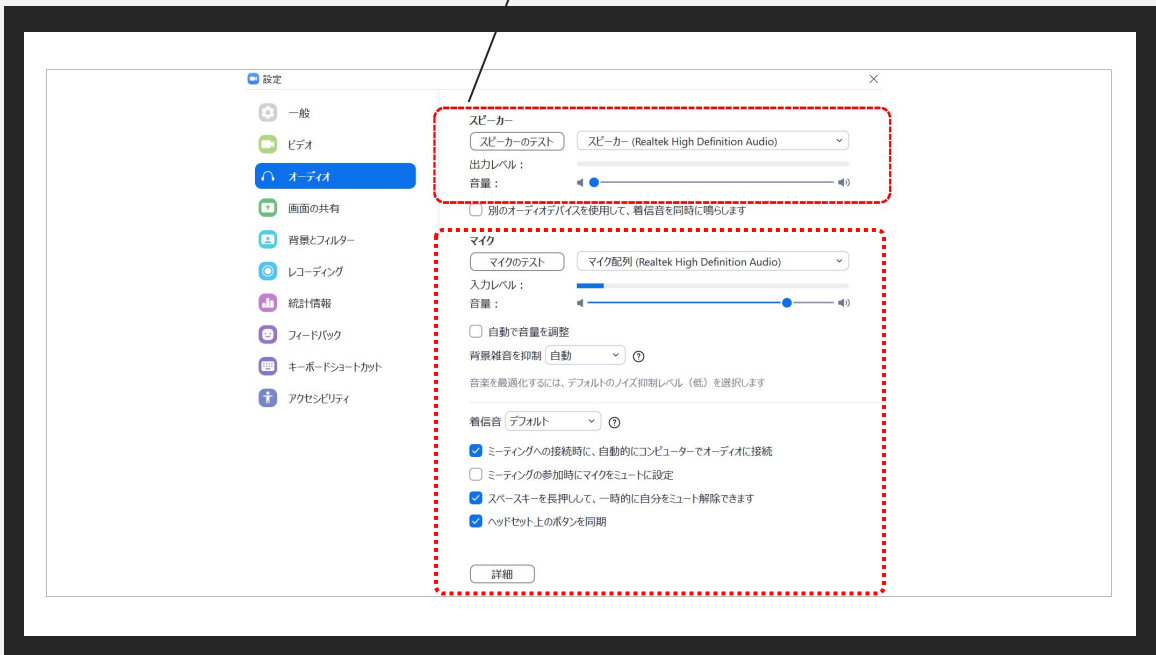 設定
一般
ビデオ
オーディオ
画面の共有
背景とフィルター
レコーディング
統計情報
フィードバック
キーボードショートカット
アクセシビリティ
スピーカー
スピーカーのテスト スピーカー (Realtek High Definition Audio)
出力レベル：
音量：
別のオーディオデバイスを使用して、着信音を同時に鳴らします
マイク
マイクのテスト マイク配列 (Realtek High Definition Audio)
入力レベル：
音量：
自動で音量を調整
背景雑音を抑制 自動
音楽を最適化するには、デフォルトのノイズ抑制レベル（低）を選択します
着信音 デフォルト
ミーティングへの接続時に、自動的にコンピューターでオーディオに接続
ミーティングの参加時にマイクをミュートに設定
スペースキーを長押しして、一時的に自分をミュート解除できます
ヘッドセット上のボタンを同期
詳細